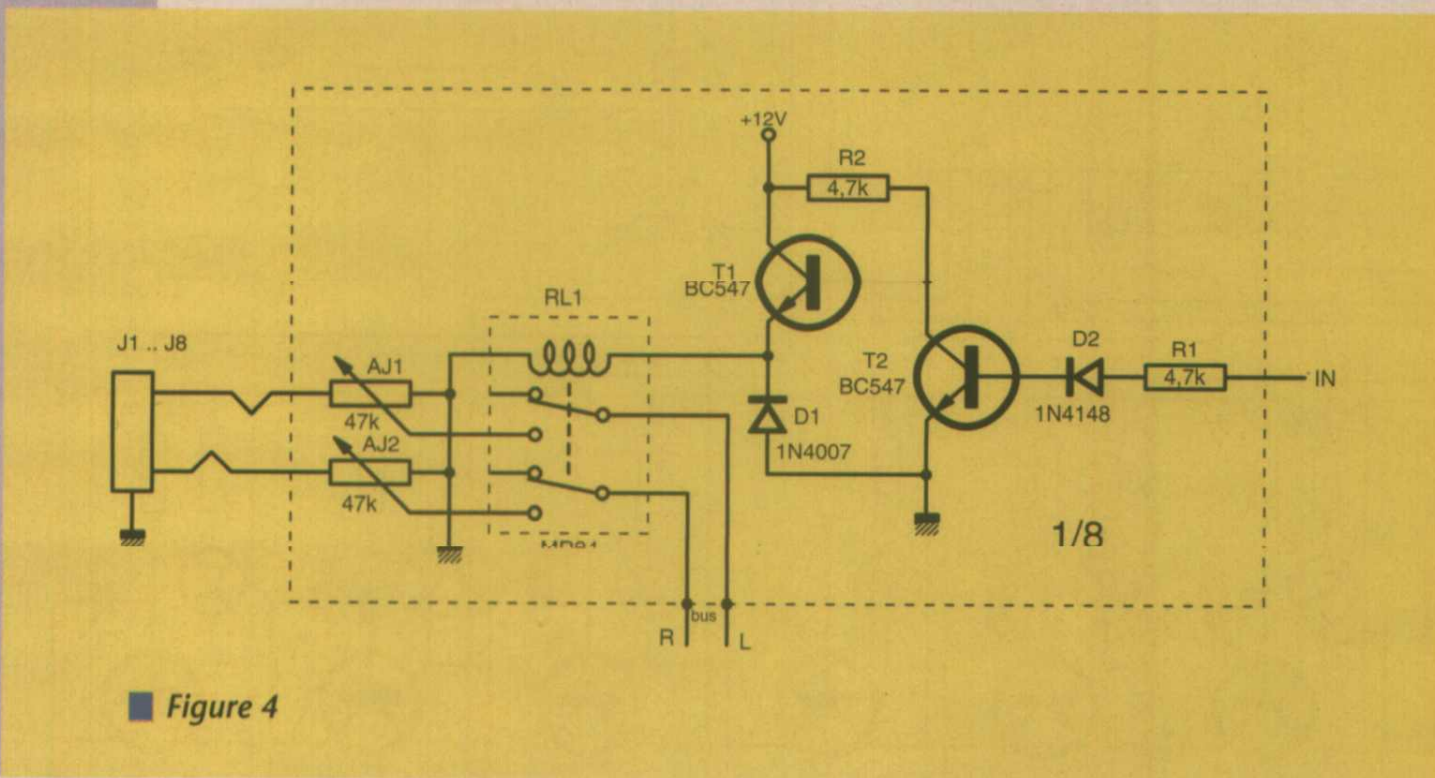 +12V
R2
4,7k
T1
BC547
RL1
J1 .. J8
AJ1
47k
AJ2
47k
T2
BC547
D2
1N4148
R1
4,7k
IN
D1
1N4007
1/8
bus
R
L
Figure 4